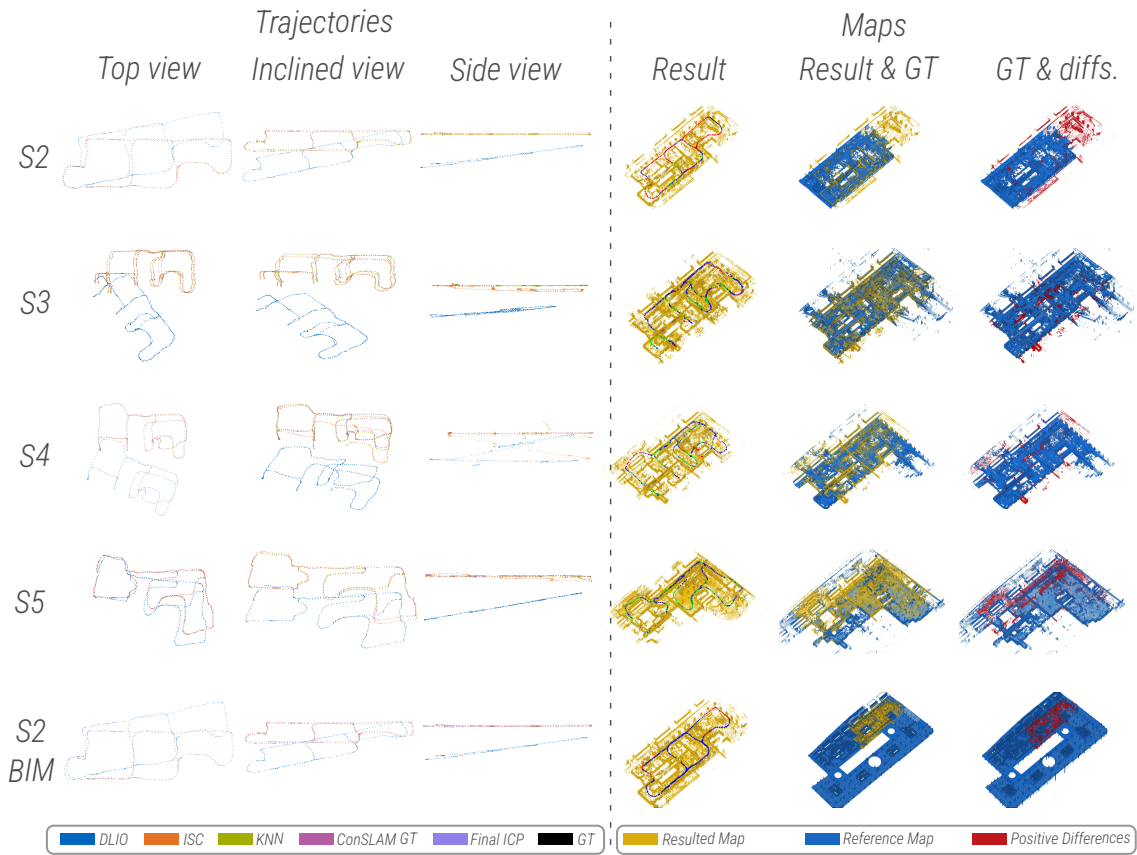 Trajectories
Maps
Top view
Inclined view
Side view
Result
Result & GT
GT & diffs.
S2
S3
S4
S5
S2
BIM
DLIO
ISC
KNN
ConSLAM GT
Final ICP
GT
Resulted Map
Reference Map
Positive Differences